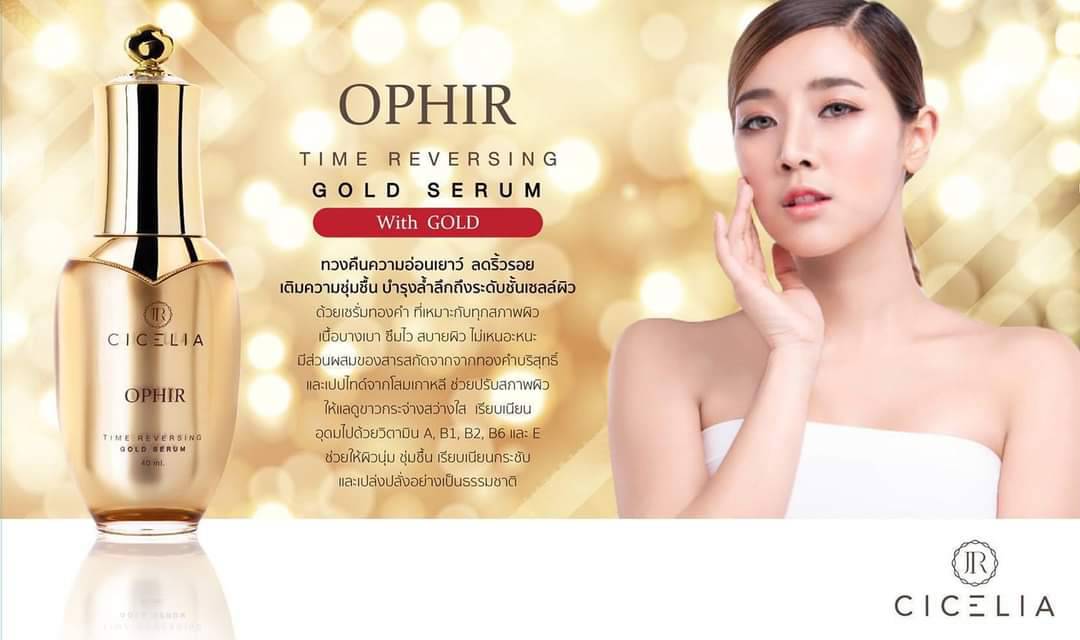 OPHIR
TIME REVERSING
GOLD SERUM
With GOLD
ทวงคืนความอ่อนเยาว์ ลดริ้วรอย
เติมความชุ่มชื้น บำรุงล้ำลึกถึงระดับชั้นเซลล์ผิว
ด้วยเซรั่มทองคำ ที่เหมาะกับทุกสภาพผิว
เนื้อบางเบา ซึมไว สบายผิว ไม่เหนอะหนะ
มีส่วนผสมของสารสกัดจากจากทองคำบริสุทธิ์
และเปปไทด์จากโสมเกาหลี ช่วยปรับสภาพผิว
ให้แลดูขาวกระจ่างสว่างใส เรียบเนียน
อุดมไปด้วยวิตามิน A, B1, B2, B6 และ E
ช่วยให้ผิวนุ่ม ชุ่มชื้น เรียบเนียนกระชับ
และเปล่งปลั่งอย่างเป็นธรรมชาติ
JR
CICELIA
OPHIR
TIME REVERSING
GOLD SERUM
40 ml.
JR
CICELIA